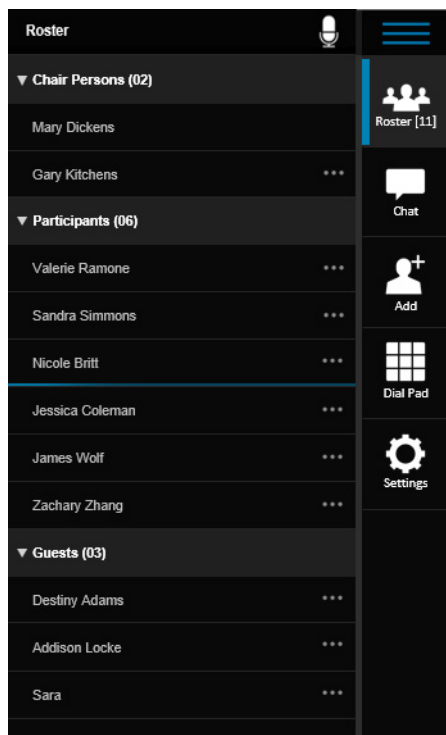 Roster
▼ Chair Persons (02)
Mary Dickens
Gary Kitchens
▼ Participants (06)
Valerie Ramone
Sandra Simmons
Nicole Britt
Jessica Coleman
James Wolf
Zachary Zhang
▼ Guests (03)
Destiny Adams
Addison Locke
Sara
Roster [11]
Chat
Add
Dial Pad
Settings